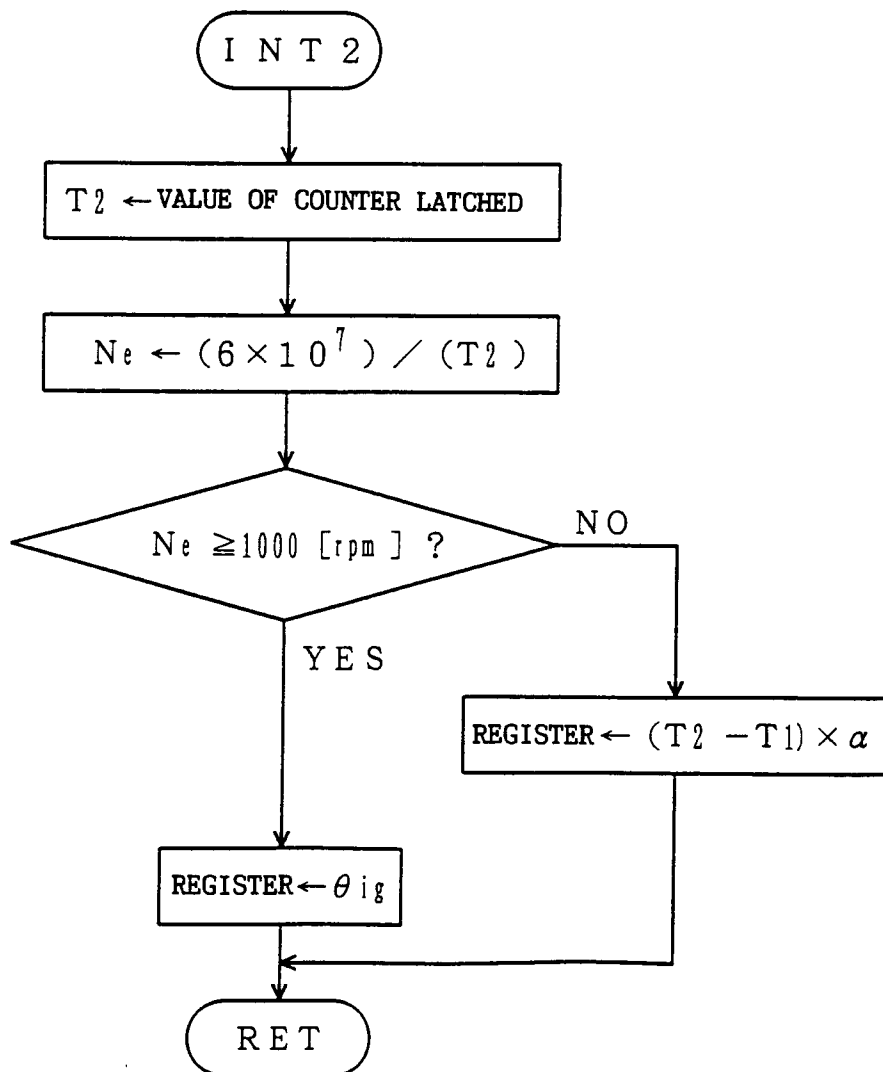 INT2
T2 ← VALUE OF COUNTER LATCHED
Ne ← (6×10⁷) / (T2)
Ne ≧1000 [rpm] ?
NO
YES
REGISTER ← (T2 -T1) × α
REGISTER ← θig
RET